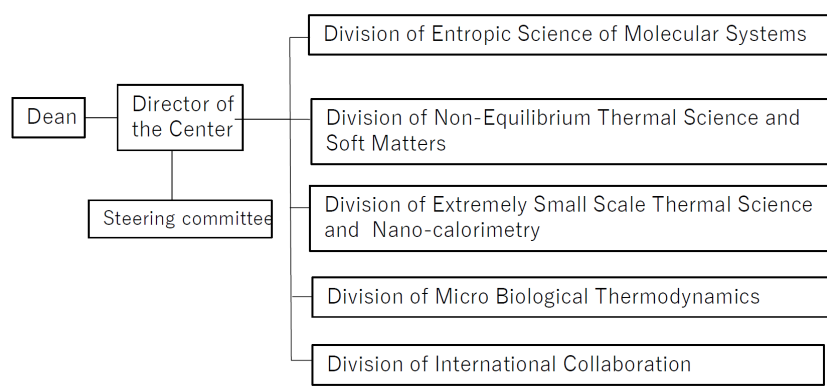 Dean
Director of
the Center
Steering committee
Division of Entropic Science of Molecular Systems
Division of Non-Equilibrium Thermal Science and
Soft Matters
Division of Extremely Small Scale Thermal Science
and Nano-calorimetry
Division of Micro Biological Thermodynamics
Division of International Collaboration